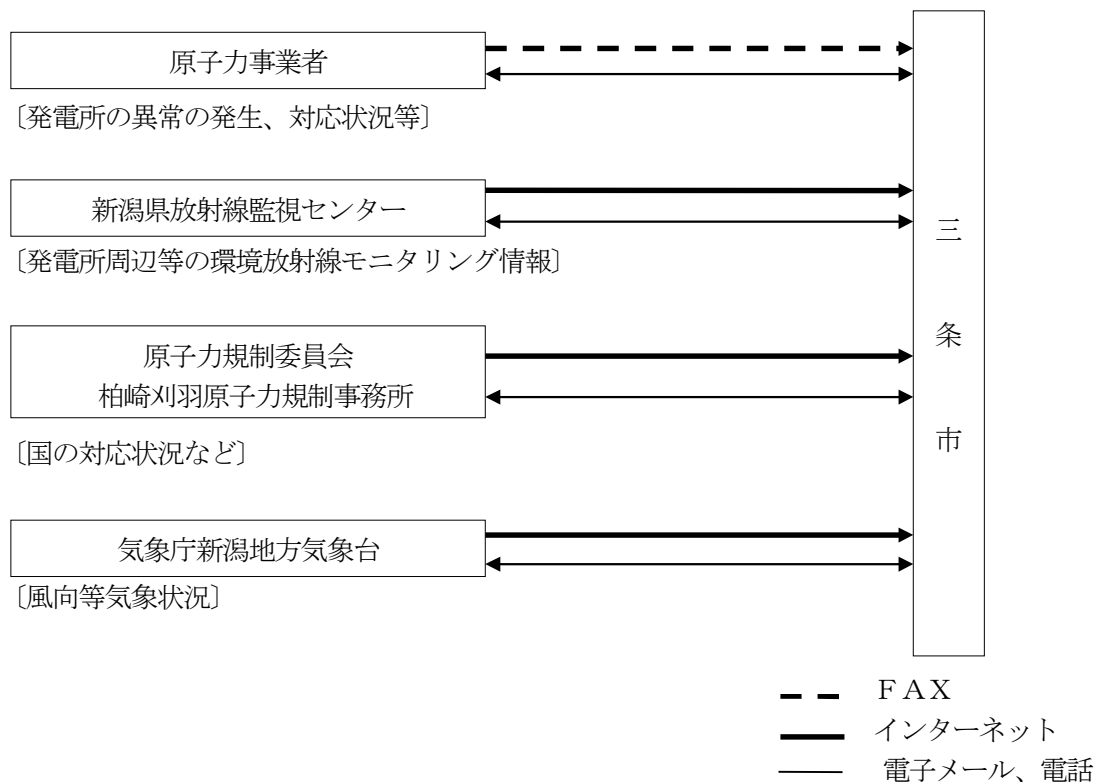 原子力事業者
〔発電所の異常の発生、対応状況等〕
新潟県放射線監視センター
〔発電所周辺等の環境放射線モニタリング情報〕
原子力規制委員会
柏崎刈羽原子力規制事務所
〔国の対応状況など〕
気象庁新潟地方気象台
〔風向等気象状況〕
三条市
ＦＡＸ
インターネット
電子メール、電話